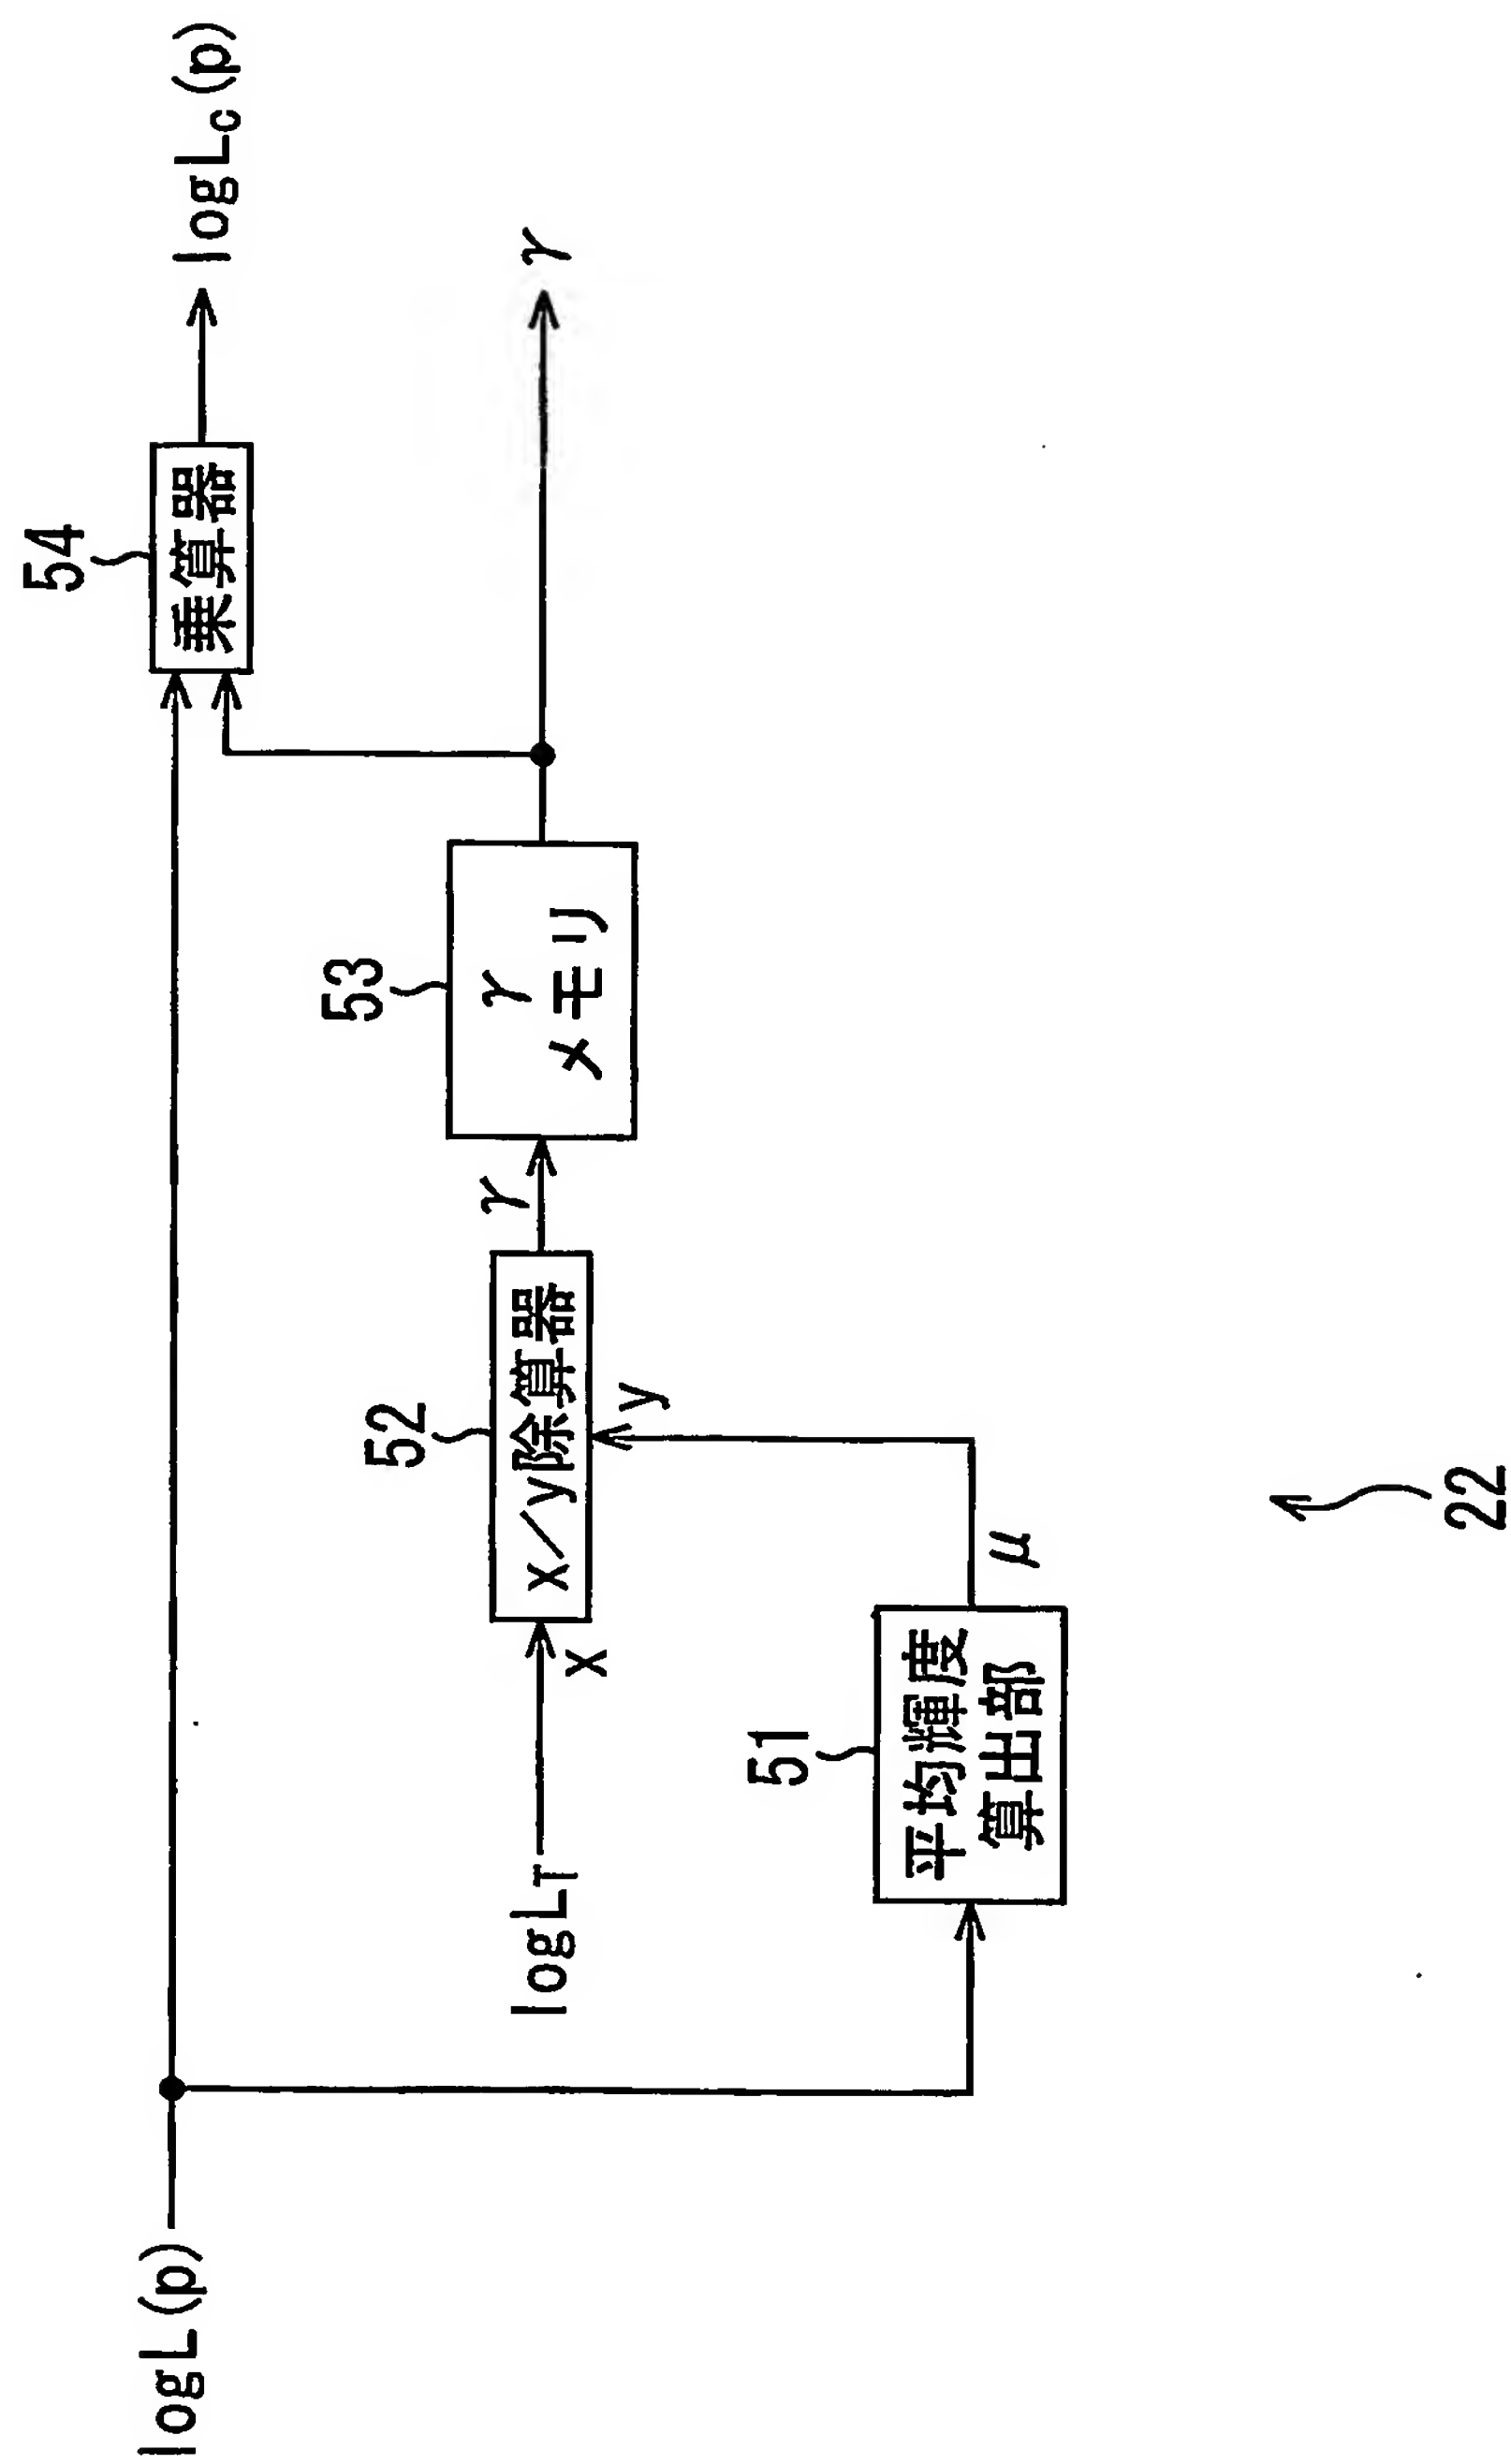 logL(p)
54
乗算器
logLc(p)
53
γ
メモリ
γ
γ
52
x/y除算器
logLT
x
y
51
平均輝度
算出部
μ
22